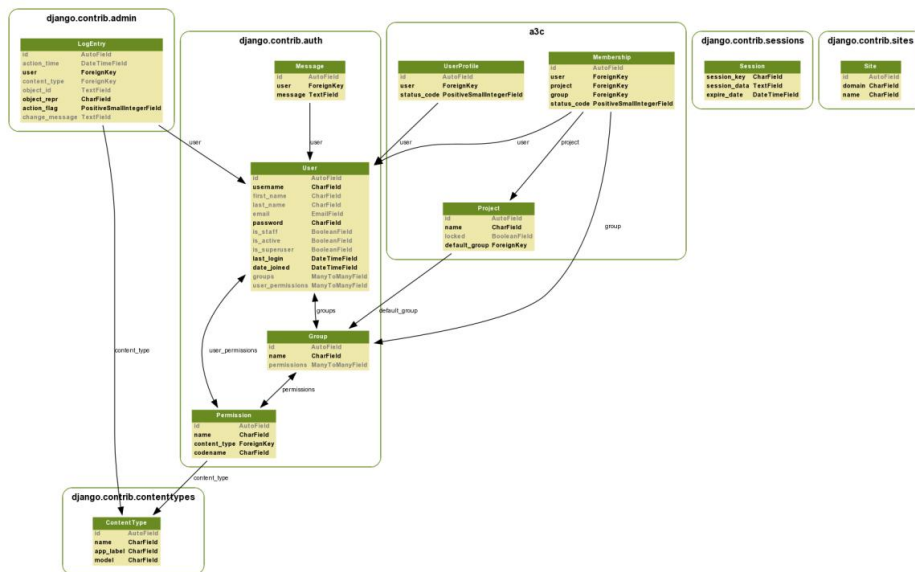 django.contrib.admin
LogEntry
id AutoField
action_time DateTimeField
user ForeignKey
content_type ForeignKey
object_id TextField
object_repr CharField
action_flag PositiveSmallIntegerField
change_message TextField
django.contrib.auth
Message
id AutoField
user ForeignKey
message TextField
a3c
UserProfile
id AutoField
user ForeignKey
status_code PositiveSmallIntegerField
Membership
id AutoField
user ForeignKey
project ForeignKey
group ForeignKey
status_code PositiveSmallIntegerField
django.contrib.sessions
Session
session_key CharField
session_data TextField
expire_date DateTimeField
django.contrib.sites
Site
id AutoField
domain CharField
name CharField
user
user
user
user
project
User
id AutoField
username CharField
first_name CharField
last_name CharField
email EmailField
password CharField
is_staff BooleanField
is_active BooleanField
is_superuser BooleanField
last_login DateTimeField
date_joined DateTimeField
groups ManyToManyField
user_permissions ManyToManyField
Project
id AutoField
name CharField
locked BooleanField
default_group ForeignKey
group
groups
default_group
Group
id AutoField
name CharField
permissions ManyToManyField
content_type
user_permissions
permissions
Permission
id AutoField
name CharField
content_type ForeignKey
codename CharField
content_type
django.contrib.contenttypes
ContentType
id AutoField
name CharField
app_label CharField
model CharField